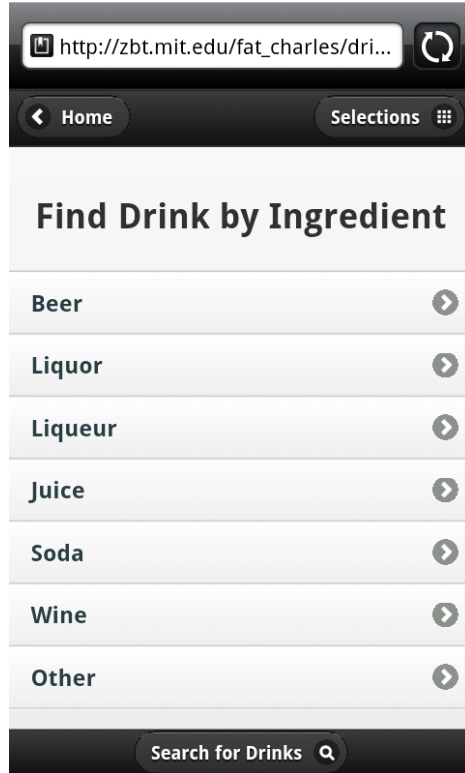 http://zbt.mit.edu/fat_charles/dri...
Home
Selections
Find Drink by Ingredient
Beer
Liquor
Liqueur
Juice
Soda
Wine
Other
Search for Drinks